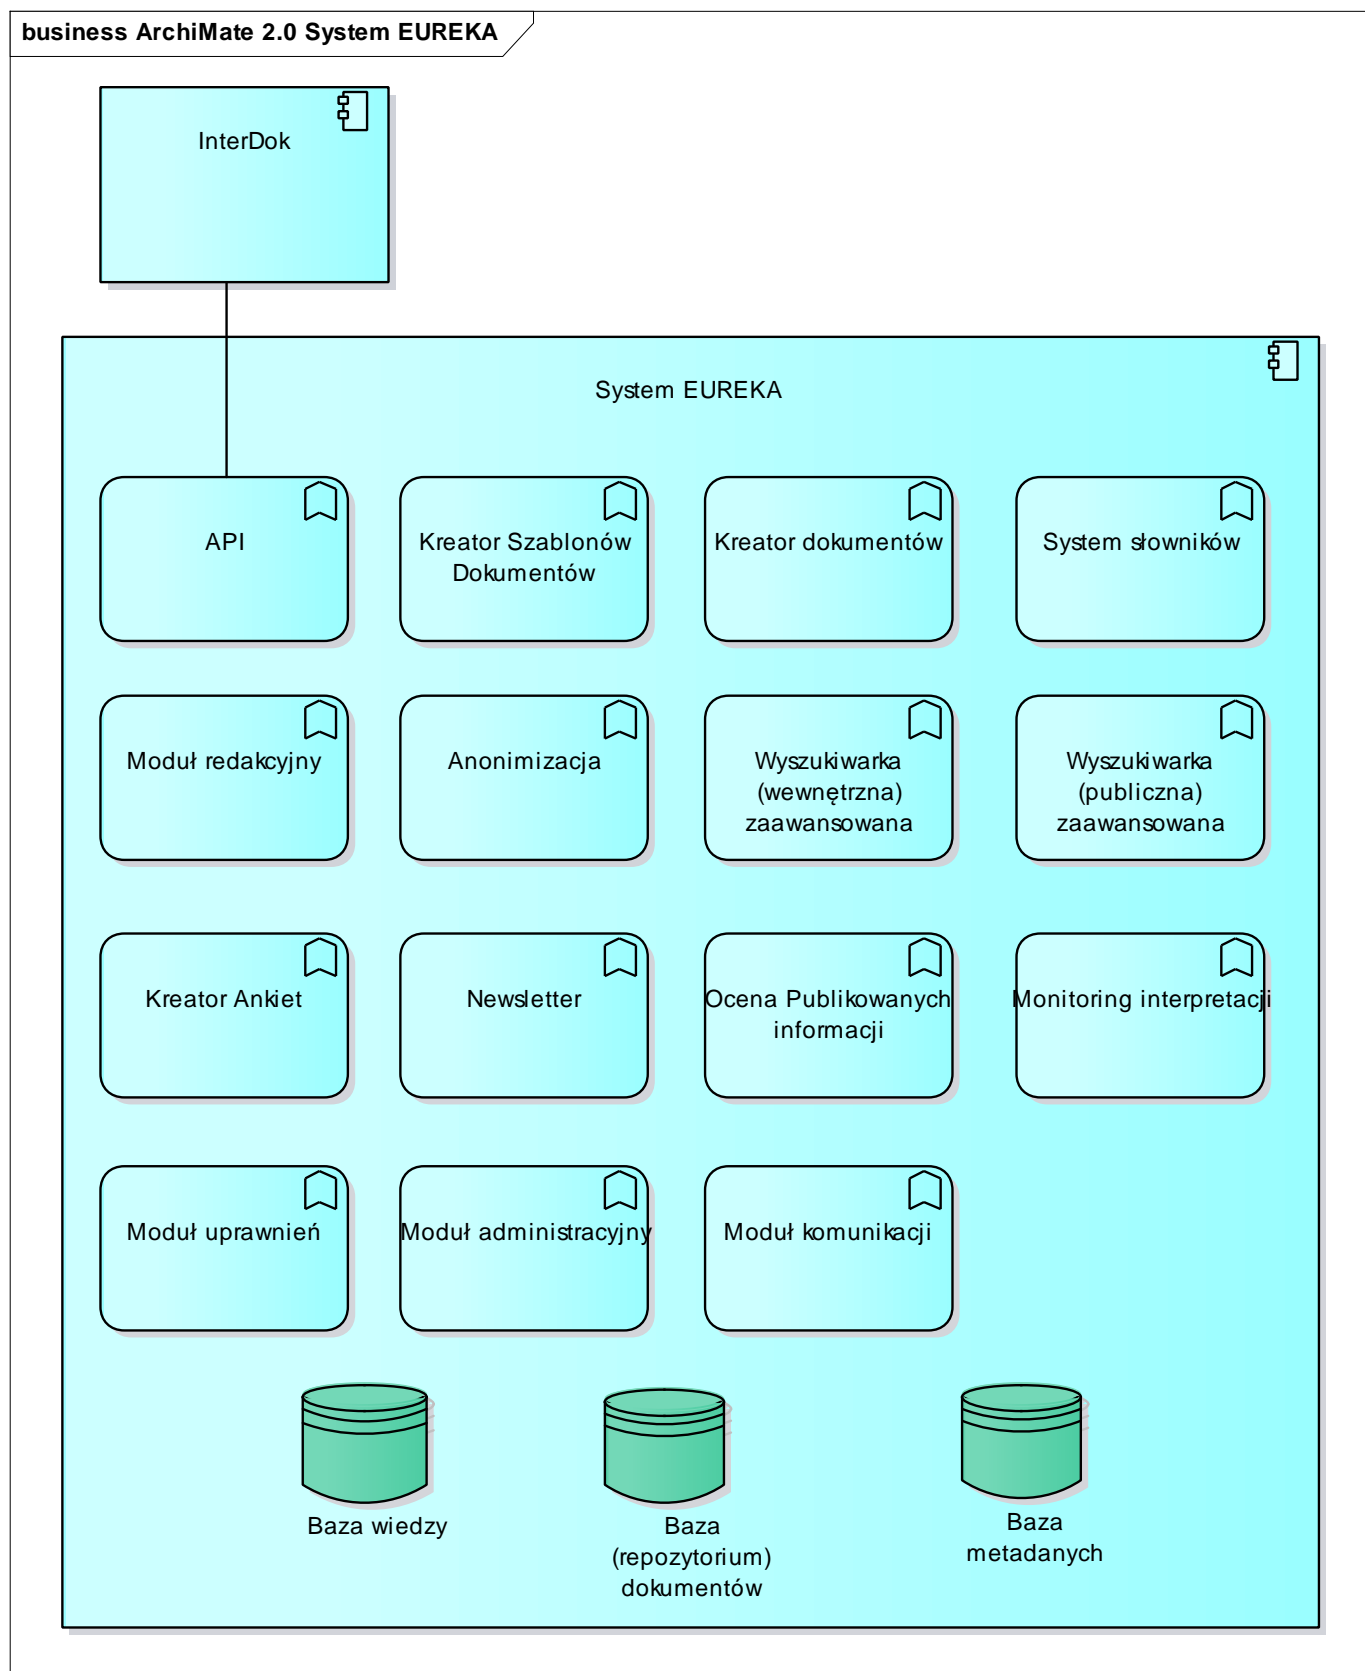 business ArchiMate 2.0 System EUREKA
InterDok
System EUREKA
API
Kreator Szablonów
Dokumentów
Kreator dokumentów
System słowników
Moduł redakcyjny
Anonimizacja
Wyszukiwarka
(wewnętrzna)
zaawansowana
Wyszukiwarka
(publiczna)
zaawansowana
Kreator Ankiet
Newsletter
Ocena Publikowanych
informacji
Monitoring interpretacji
Moduł uprawnień
Moduł administracyjny
Moduł komunikacji
Baza wiedzy
Baza
(repozytorium)
dokumentów
Baza
metadanych